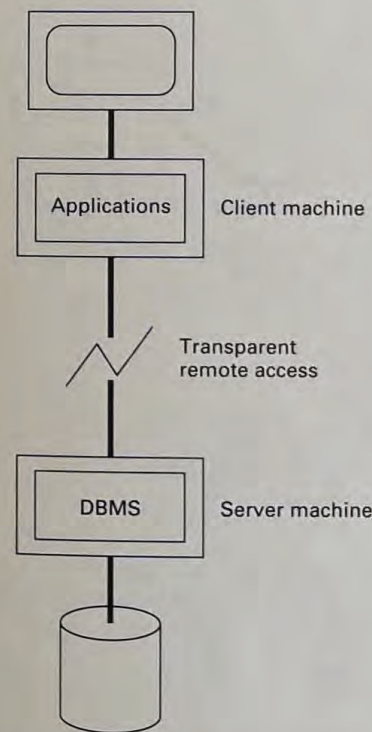 Applications
Client machine
Transparent
remote access
DBMS
Server machine